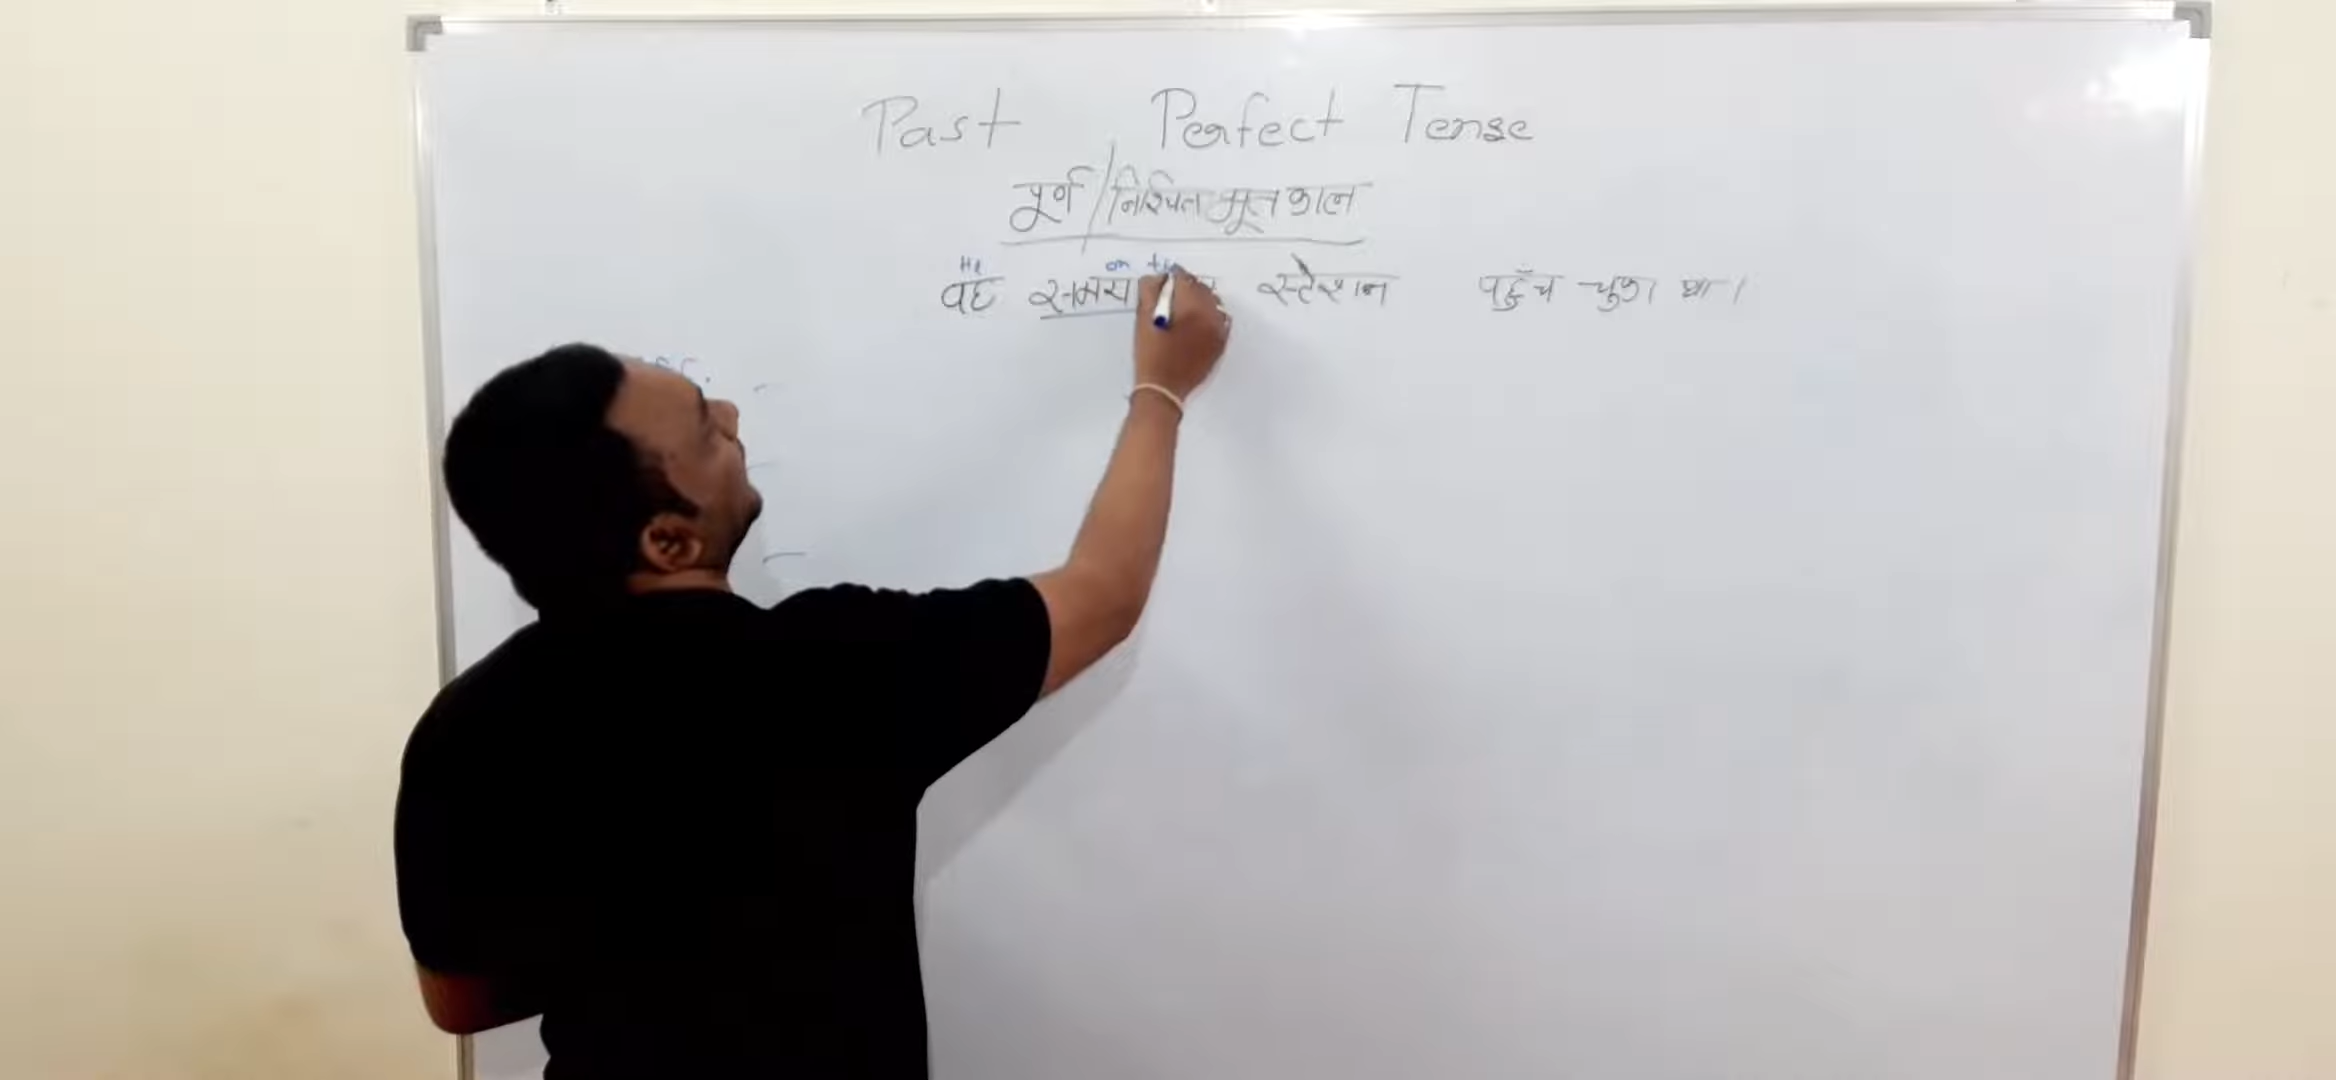 Past Perfect Tense
पूर्ण/निश्चित भूतकाल
He on
वह समय स्टेशन पहुँच चुका था।